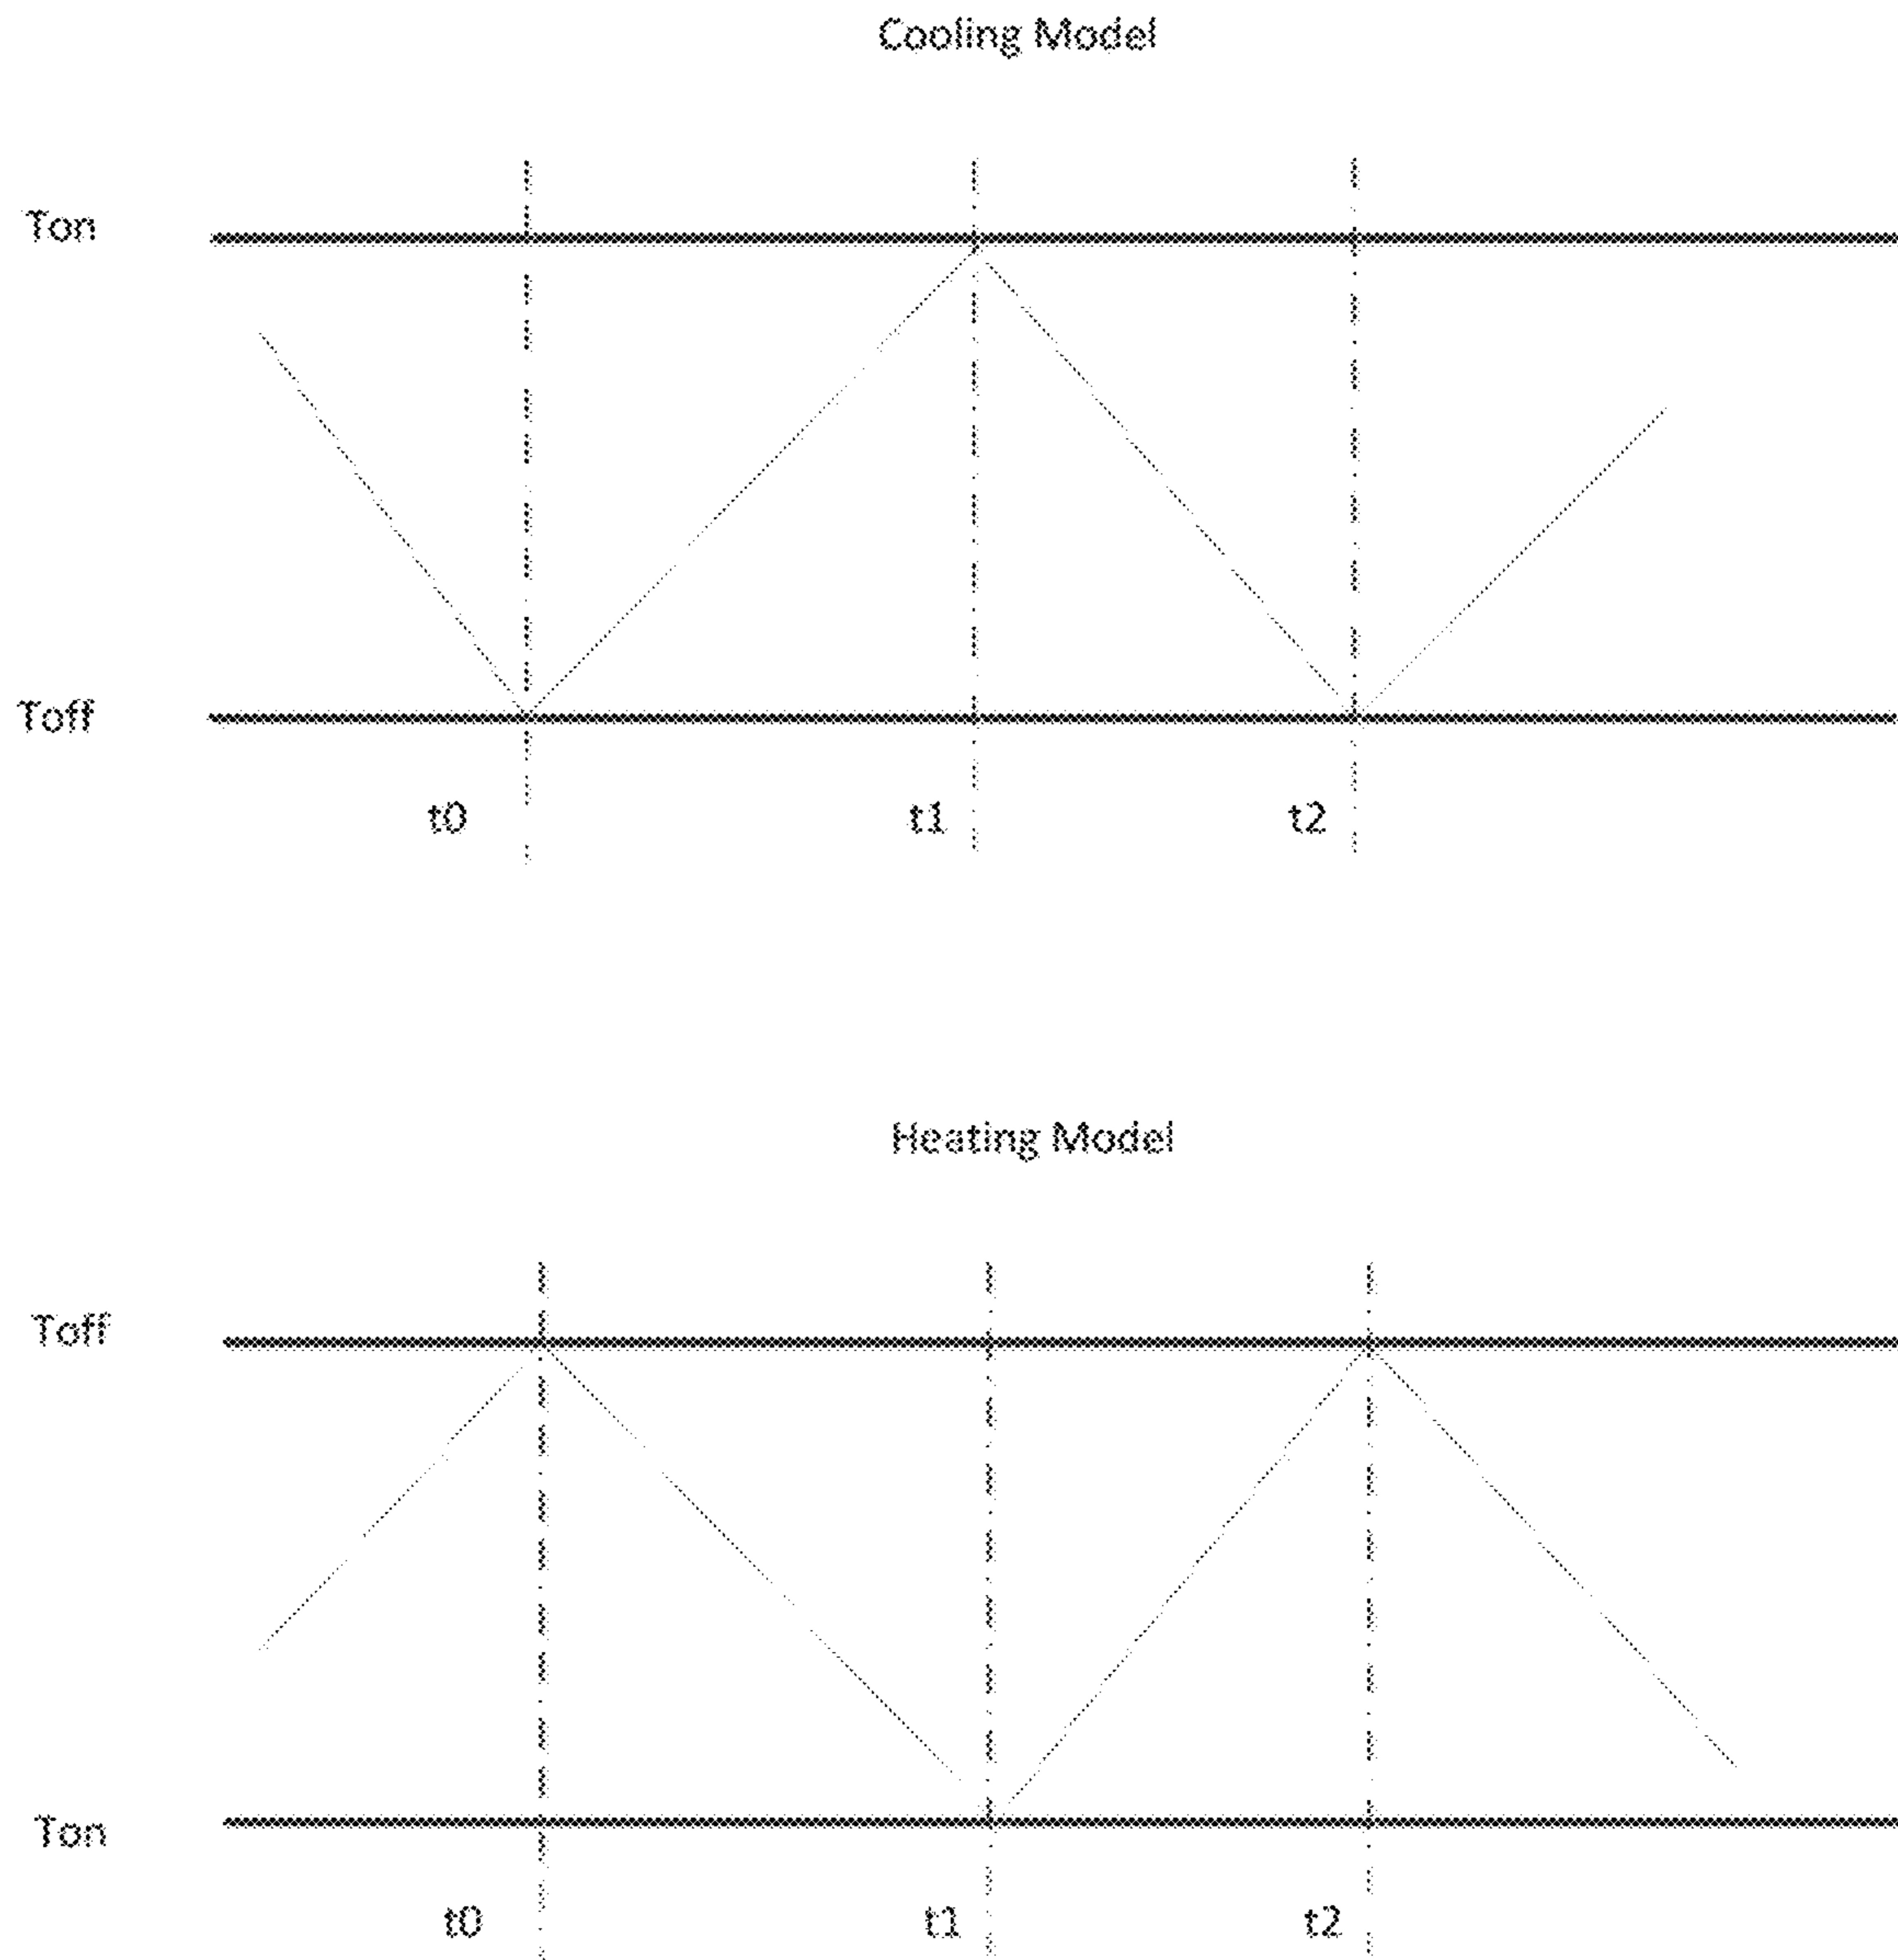 Cooling Model
Ton
Toff
t0 t1 t2
Heating Model
Toff
Ton
t0 t1 t2